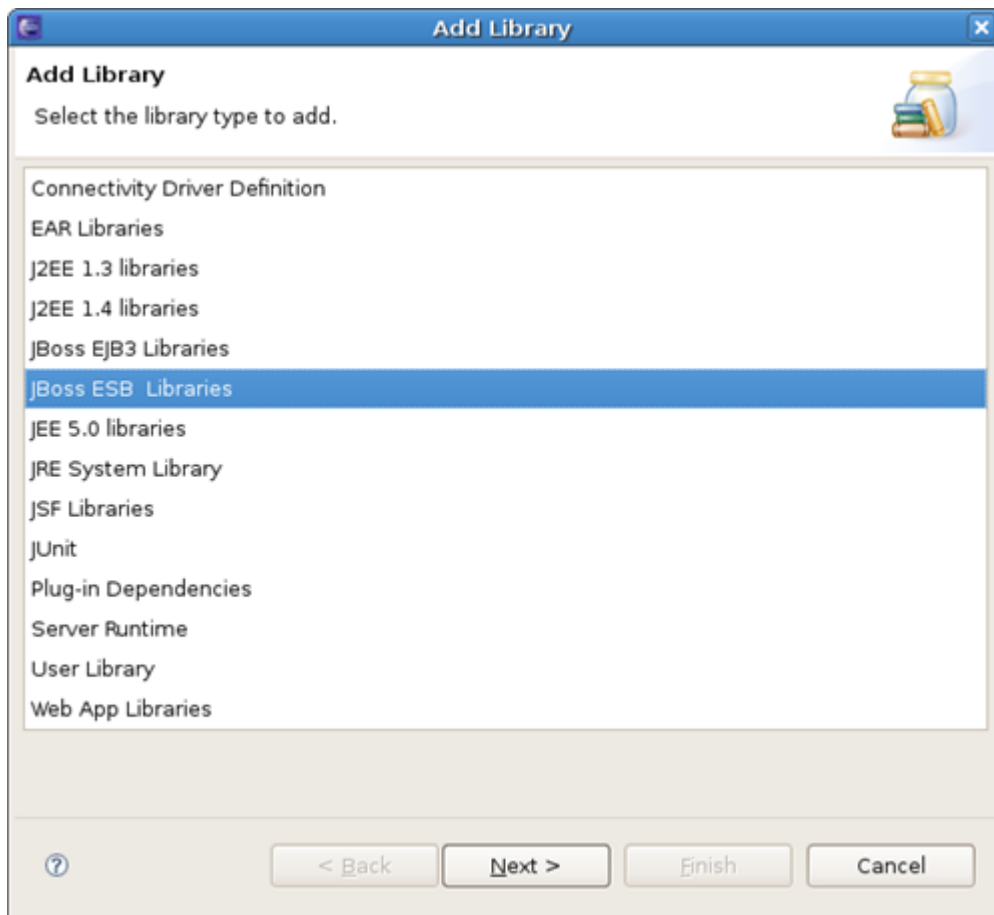 Add Library
Add Library
Select the library type to add.
Connectivity Driver Definition
EAR Libraries
J2EE 1.3 libraries
J2EE 1.4 libraries
JBoss EJB3 Libraries
JBoss ESB  Libraries
JEE 5.0 libraries
JRE System Library
JSF Libraries
JUnit
Plug-in Dependencies
Server Runtime
User Library
Web App Libraries
? < Back Next > Finish Cancel